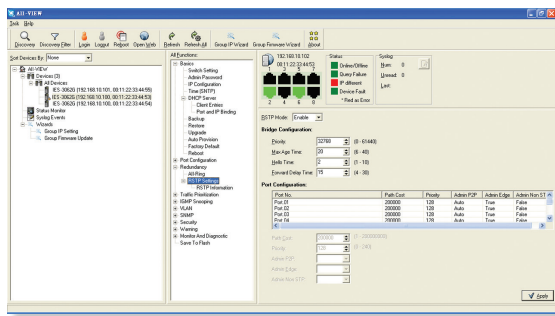 AII-VIEW
Task Help
Discovery Discovery Filter Login Logout Reboot Open Web Refresh Refresh All Group IP Wizard Group Firmware Wizard About
Sort Devices By: None
AII-VIEW
Devices (3)
All Devices
IES-3062G (192.168.10.101, 00:11:22:33:44:55)
IES-3062G (192.168.10.100, 00:11:22:33:44:53)
IES-3062G (192.168.10.100, 00:11:22:33:44:54)
Status Monitor
Syslog Events
Wizards
Group IP Setting
Group Firmware Update
All Functions:
Basics
Switch Setting
Admin Password
IP Configuration
Time (SNTP)
DHCP Server
Client Entries
Port and IP Binding
Backup
Restore
Upgrade
Auto Provision
Factory Default
Reboot
Port Configuration
Redundancy
AII-Ring
RSTP Settings
RSTP Information
Traffic Prioritization
IGMP Snooping
VLAN
SNMP
Security
Warning
Monitor And Diagnostic
Save To Flash
192.168.10.100
00:11:22:33:44:53
1 3 5 7
2 4 6 8
Status
Online/Offline
Query Failure
IP different
Device Fault
* Red as Error
Syslog
Num: 0
Unread: 0
Last:
RSTP Mode: Enable
Bridge Configuration:
Priority: 32768 (0 - 61440)
Max Age Time: 20 (6 - 40)
Hello Time: 2 (1 - 10)
Forward Delay Time: 15 (4 - 30)
Port Configuration:
Port No. Path Cost Priority Admin P2P Admin Edge Admin Non ST
Port.01 200000 128 Auto True False
Port.02 200000 128 Auto True False
Port.03 200000 128 Auto True False
Port.04 200000 128 Auto True False
Path Cost: 200000
Priority: 128 (0 - 240)
Admin P2P:
Admin Edge:
Admin Non STP:
Apply